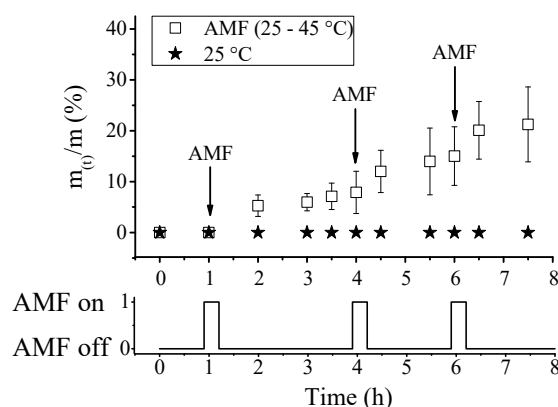 AMF (25 - 45 °C)
25 °C
40
30
20
10
0
m(t)/m (%)
AMF
AMF
AMF
0 1 2 3 4 5 6 7 8
AMF on
1
AMF off
0
0 1 2 3 4 5 6 7 8
Time (h)